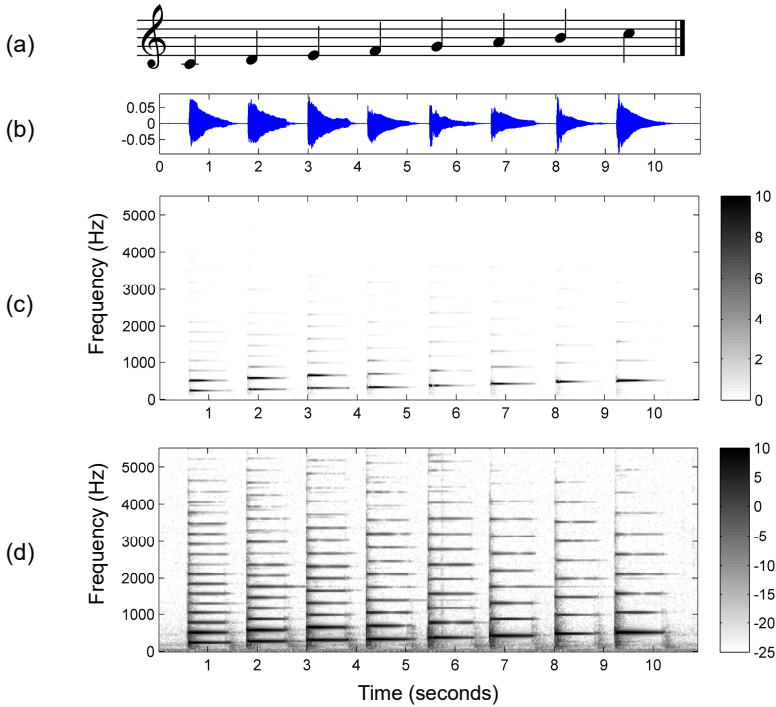 (a)
(b)
0.05
0
-0.05
0 1 2 3 4 5 6 7 8 9 10
(c)
Frequency (Hz)
5000
4000
3000
2000
1000
0
1 2 3 4 5 6 7 8 9 10
10
8
6
4
2
0
(d)
Frequency (Hz)
5000
4000
3000
2000
1000
0
1 2 3 4 5 6 7 8 9 10
10
5
0
-5
-10
-15
-20
-25
Time (seconds)